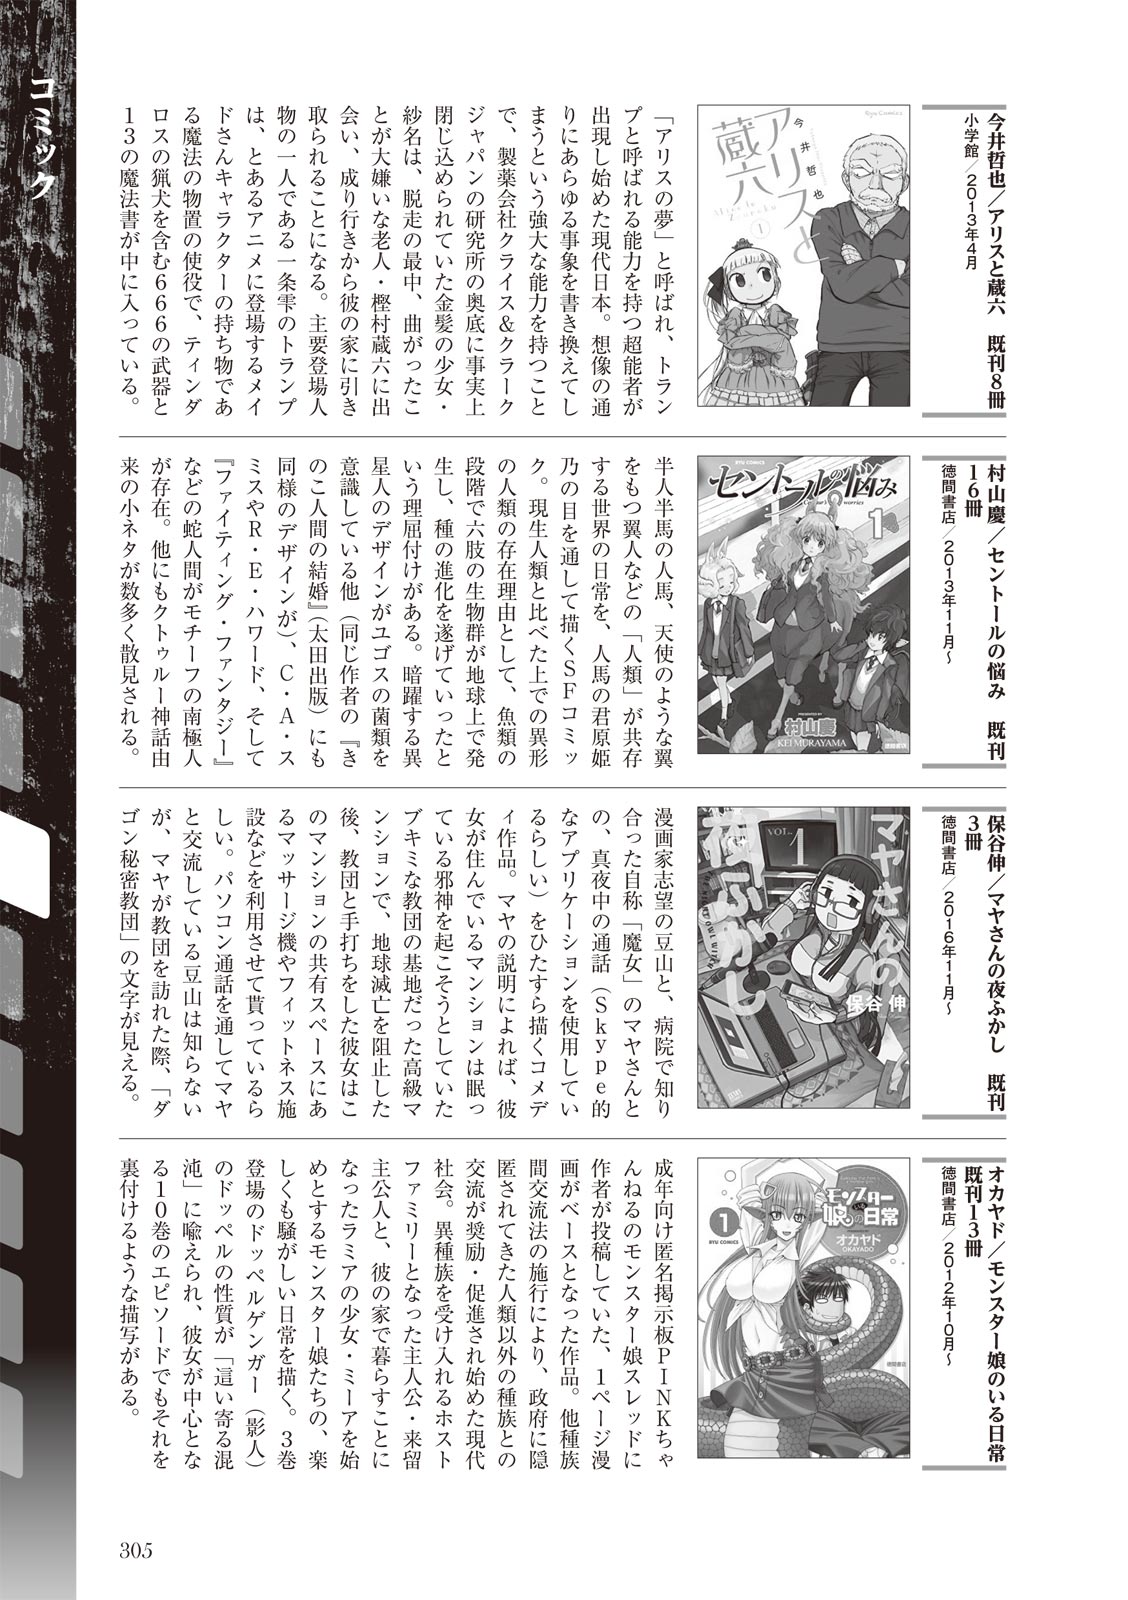 コミック
今井哲也／アリスと蔵六　既刊8冊
小学館／2013年4月
Ryu Comics
今井哲也
アリスと
蔵六
①
「アリスの夢」と呼ばれ、トラン
プと呼ばれる能力を持つ超能者が
出現し始めた現代日本。想像の通
りにあらゆる事象を書き換えてし
まうという強大な能力を持つこと
で、製薬会社クライス＆クラーク
ジャパンの研究所の奥底に事実上
閉じ込められていた金髪の少女・
紗名は、脱走の最中、曲がったこ
とが大嫌いな老人・樫村蔵六に出
会い、成り行きから彼の家に引き
取られることになる。主要登場人
物の一人である一条雫のトランプ
は、とあるアニメに登場するメイ
ドさんキャラクターの持ち物であ
る魔法の物置の使役で、ティンダ
ロスの猟犬を含む666の武器と
13の魔法書が中に入っている。
村山慶／セントールの悩み　既刊
16冊
徳間書店／2013年11月〜
RYU COMICS
セントールの悩み
1
PRESENTED BY
村山慶
KEI MURAYAMA
徳間書店
半人半馬の人馬、天使のような翼
をもつ翼人などの「人類」が共存
する世界の日常を、人馬の君原姫
乃の目を通して描くSFコミッ
ク。現生人類と比べた上での異形
の人類の存在理由として、魚類の
段階で六肢の生物群が地球上で発
生し、種の進化を遂げていったと
いう理屈付けがある。暗躍する異
星人のデザインがユゴスの菌類を
意識している他（同じ作者の『き
のこ人間の結婚』（太田出版）にも
同様のデザインが）、C・A・ス
ミスやR・E・ハワード、そして
『ファイティング・ファンタジー』
などの蛇人間がモチーフの南極人
が存在。他にもクトゥルー神話由
来の小ネタが数多く散見される。
保谷伸／マヤさんの夜ふかし　既刊
3冊
徳間書店／2016年11月〜
マヤさんの
夜ふかし
VOL.
1
保谷 伸
漫画家志望の豆山と、病院で知り
合った自称「魔女」のマヤさんと
の、真夜中の通話（Skype的
なアプリケーションを使用してい
るらしい）をひたすら描くコメデ
ィ作品。マヤの説明によれば、彼
女が住んでいるマンションは眠っ
ている邪神を起こそうとしていた
ブキミな教団の基地だった高級マ
ンションで、地球滅亡を阻止した
後、教団と手打ちをした彼女はこ
のマンションの共有スペースにあ
るマッサージ機やフィットネス施
設などを利用させて貰っているら
しい。パソコン通話を通してマヤ
と交流している豆山は知らない
が、マヤが教団を訪れた際、「ダ
ゴン秘密教団」の文字が見える。
オカヤド／モンスター娘のいる日常
既刊13冊
徳間書店／2012年10月〜
モンスター
娘のいる日常
オカヤド
OKAYADO
1
RYU COMICS
徳間書店
成年向け匿名掲示板PINKちゃ
んねるのモンスター娘スレッドに
作者が投稿していた、1ページ漫
画がベースとなった作品。他種族
間交流法の施行により、政府に隠
匿されてきた人類以外の種族との
交流が奨励・促進され始めた現代
社会。異種族を受け入れるホスト
ファミリーとなった主人公・来留
主公人と、彼の家で暮らすことに
なったラミアの少女・ミーアを始
めとするモンスター娘たちの、楽
しくも騒がしい日常を描く。3巻
登場のドッペルゲンガー（影人）
のドッペルの性質が「這い寄る混
沌」に喩えられ、彼女が中心とな
る10巻のエピソードでもそれを
裏付けるような描写がある。
305